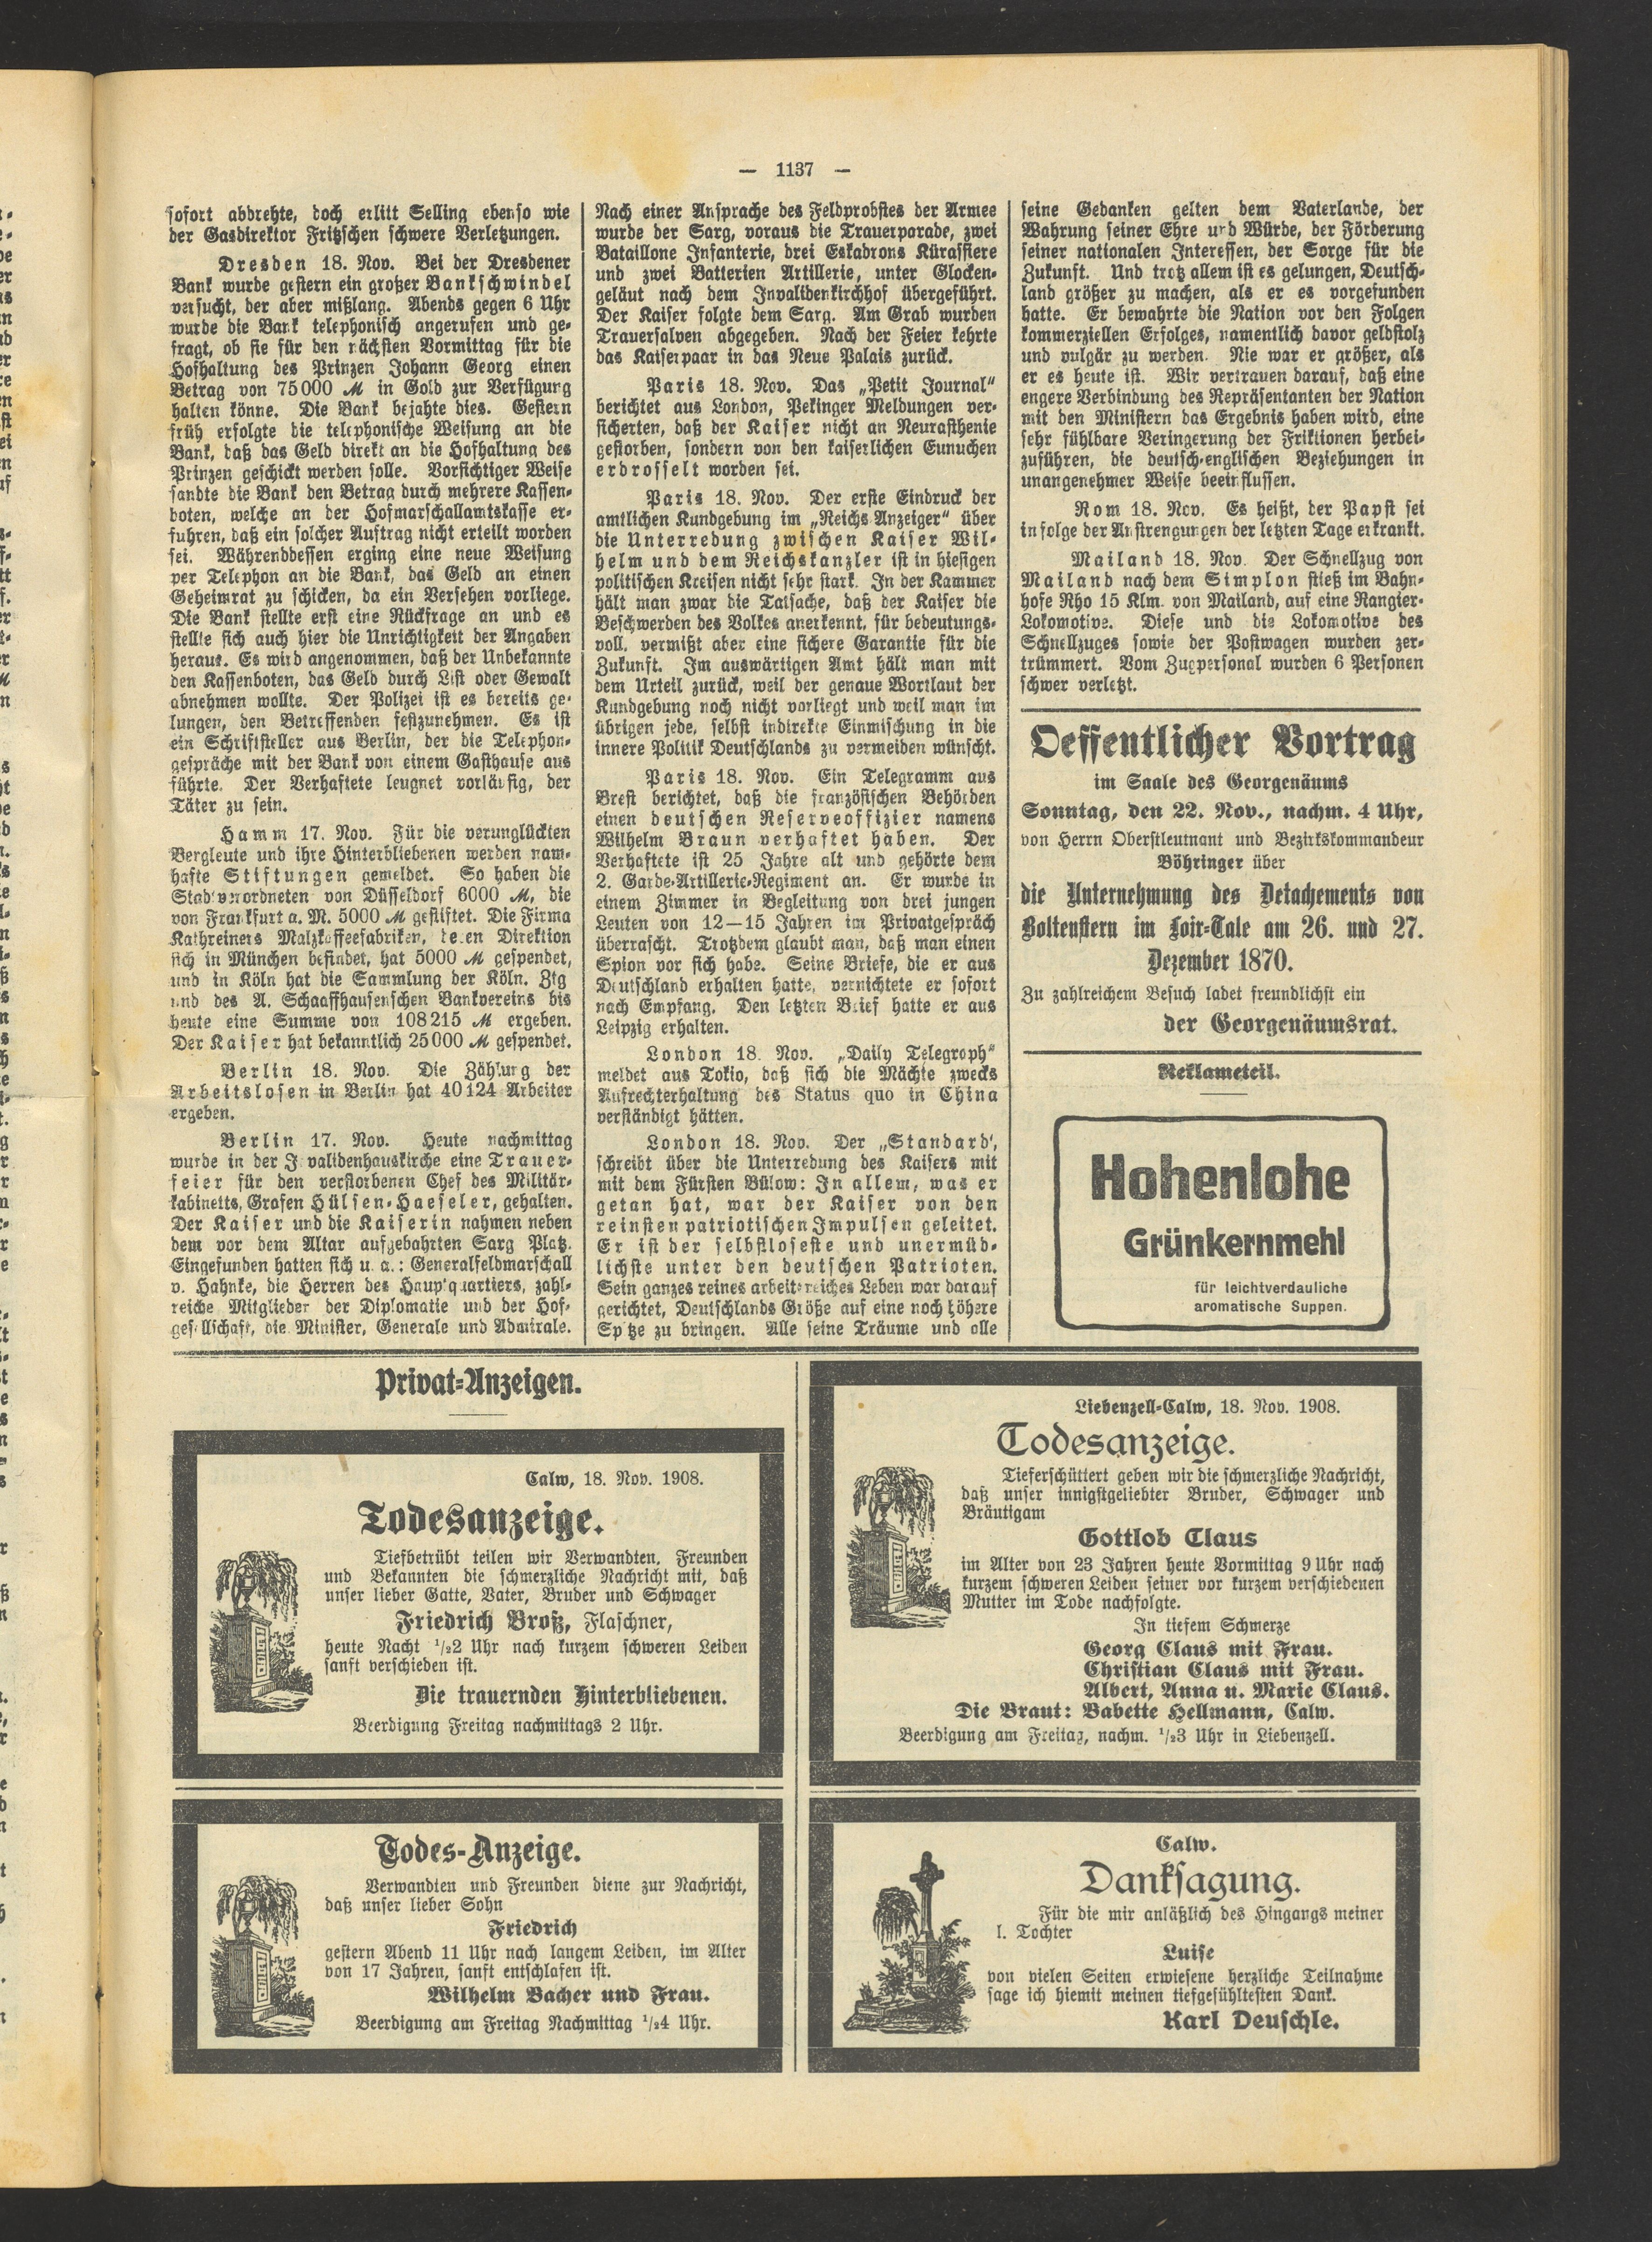 — 1137 —
sofort abdrehte, doch erlitt Selling ebenso wie
der Gasdirektor Fritzschen schwere Verletzungen.
Dresden 18. Nov. Bei der Dresdener
Bank wurde gestern ein großer Bankschwindel
versucht, der aber mißlang. Abends gegen 6 Uhr
wurde die Bank telephonisch angerufen und ge-
fragt, ob sie für den nächsten Vormittag für die
Hofhaltung des Prinzen Johann Georg einen
Betrag von 75000 ℳ in Gold zur Verfügung
halten könne. Die Bank bejahte dies. Gestern
früh erfolgte die telephonische Weisung an die
Bank, daß das Geld direkt an die Hofhaltung des
Prinzen geschickt werden solle. Vorsichtiger Weise
sandte die Bank den Betrag durch mehrere Kassen-
boten, welche an der Hofmarschallamtskasse er-
fuhren, daß ein solcher Auftrag nicht erteilt worden
sei. Währenddessen erging eine neue Weisung
per Telephon an die Bank, das Geld an einen
Geheimrat zu schicken, da ein Versehen vorliege.
Die Bank stellte erst eine Rückfrage an und es
stellte sich auch hier die Unrichtigkeit der Angaben
heraus. Es wird angenommen, daß der Unbekannte
den Kassenboten, das Geld durch List oder Gewalt
abnehmen wollte. Der Polizei ist es bereits ge-
lungen, den Betreffenden festzunehmen. Es ist
ein Schriftsteller aus Berlin, der die Telephon-
gespräche mit der Bank von einem Gasthause aus
führte. Der Verhaftete leugnet vorläufig, der
Täter zu sein.
Hamm 17. Nov. Für die verunglückten
Bergleute und ihre Hinterbliebenen werden nam-
hafte Stiftungen gemeldet. So haben die
Stadtverordneten von Düsseldorf 6000 ℳ, die
von Frankfurt a. M. 5000 ℳ gestiftet. Die Firma
Kathreiners Malzkaffeefabriken, deren Direktion
sich in München befindet, hat 5000 ℳ gespendet,
und in Köln hat die Sammlung der Köln. Ztg
und des A. Schaaffhausenschen Bankvereins bis
heute eine Summe von 108215 ℳ ergeben.
Der Kaiser hat bekanntlich 25000 ℳ gespendet.
Berlin 18. Nov. Die Zählung der
Arbeitslosen in Berlin hat 40124 Arbeiter
ergeben.
Berlin 17. Nov. Heute nachmittag
wurde in der Invalidenhauskirche eine Trauer-
feier für den verstorbenen Chef des Militär-
kabinetts, Grafen Hülsen-Haeseler, gehalten.
Der Kaiser und die Kaiserin nahmen neben
dem vor dem Altar aufgebahrten Sarg Platz.
Eingefunden hatten sich u. a.: Generalfeldmarschall
v. Hahnke, die Herren des Hauptquartiers, zahl-
reiche Mitglieder der Diplomatie und der Hof-
gesellschaft, die Minister, Generale und Admirale.
Nach einer Ansprache des Feldprobstes der Armee
wurde der Sarg, voraus die Trauerparade, zwei
Bataillone Infanterie, drei Eskadrons Kürassiere
und zwei Batterien Artillerie, unter Glocken-
geläut nach dem Invalidenkirchhof übergeführt.
Der Kaiser folgte dem Sarg. Am Grab wurden
Trauersalven abgegeben. Nach der Feier kehrte
das Kaiserpaar in das Neue Palais zurück.
Paris 18. Nov. Das „Petit Journal“
berichtet aus London, Pekinger Meldungen ver-
sicherten, daß der Kaiser nicht an Neurasthenie
gestorben, sondern von den kaiserlichen Eunuchen
erdrosselt worden sei.
Paris 18. Nov. Der erste Eindruck der
amtlichen Kundgebung im „Reichs-Anzeiger“ über
die Unterredung zwischen Kaiser Wil-
helm und dem Reichskanzler ist in hiesigen
politischen Kreisen nicht sehr stark. In der Kammer
hält man zwar die Tatsache, daß der Kaiser die
Beschwerden des Volkes anerkennt, für bedeutungs-
voll, vermißt aber eine sichere Garantie für die
Zukunft. Im auswärtigen Amt hält man mit
dem Urteil zurück, weil der genaue Wortlaut der
Kundgebung noch nicht vorliegt und weil man im
übrigen jede, selbst indirekte Einmischung in die
innere Politik Deutschlands zu vermeiden wünscht.
Paris 18. Nov. Ein Telegramm aus
Brest berichtet, daß die französischen Behörden
einen deutschen Reserveoffizier namens
Wilhelm Braun verhaftet haben. Der
Verhaftete ist 25 Jahre alt und gehörte dem
2. Garde-Artillerie-Regiment an. Er wurde in
einem Zimmer in Begleitung von drei jungen
Leuten von 12—15 Jahren im Privatgespräch
überrascht. Trotzdem glaubt man, daß man einen
Spion vor sich habe. Seine Briefe, die er aus
Deutschland erhalten hatte, vernichtete er sofort
nach Empfang. Den letzten Brief hatte er aus
Leipzig erhalten.
London 18. Nov. „Daily Telegraph“
meldet aus Tokio, daß sich die Mächte zwecks
Aufrechterhaltung des Status quo in China
verständigt hätten.
London 18. Nov. Der „Standard‘,
schreibt über die Unterredung des Kaisers mit
mit dem Fürsten Bülow: In allem, was er
getan hat, war der Kaiser von den
reinsten patriotischen Impulsen geleitet.
Er ist der selbstloseste und unermüd-
lichste unter den deutschen Patrioten.
Sein ganzes reines arbeitsreiches Leben war darauf
gerichtet, Deutschlands Größe auf eine noch höhere
Spitze zu bringen. Alle seine Träume und alle
seine Gedanken gelten dem Vaterlande, der
Wahrung seiner Ehre und Würde, der Förderung
seiner nationalen Interessen, der Sorge für die
Zukunft. Und trotz allem ist es gelungen, Deutsch-
land größer zu machen, als er es vorgefunden
hatte. Er bewahrte die Nation vor den Folgen
kommerziellen Erfolges, namentlich davor geldstolz
und vulgär zu werden. Nie war er größer, als
er es heute ist. Wir vertrauen darauf, daß eine
engere Verbindung des Repräsentanten der Nation
mit den Ministern das Ergebnis haben wird, eine
sehr fühlbare Veringerung der Friktionen herbei-
zuführen, die deutsch-englischen Beziehungen in
unangenehmer Weise beeinflussen.
Rom 18. Nov. Es heißt, der Papst sei
infolge der Anstrengungen der letzten Tage erkrankt.
Mailand 18. Nov. Der Schnellzug von
Mailand nach dem Simplon stieß im Bahn-
hofe Rho 15 Klm. von Mailand, auf eine Rangier-
Lokomotive. Diese und die Lokomotive des
Schnellzuges sowie der Postwagen wurden zer-
trümmert. Vom Zugpersonal wurden 6 Personen
schwer verletzt.
Oeffentlicher Vortrag
im Saale des Georgenäums
Sonntag, den 22. Nov., nachm. 4 Uhr,
von Herrn Oberstleutnant und Bezirkskommandeur
Böhringer über
die Unternehmung des Detachements von
Boltenstern im Loir-Tale am 26. und 27.
Dezember 1870.
Zu zahlreichem Besuch ladet freundlichst ein
der Georgenäumsrat.
Reklameteil.
Hohenlohe
Grünkernmehl
für leichtverdauliche
aromatische Suppen.
Privat-Anzeigen.
Calw, 18. Nov. 1908.
Todesanzeige.
Tiefbetrübt teilen wir Verwandten, Freunden
und Bekannten die schmerzliche Nachricht mit, daß
unser lieber Gatte, Vater, Bruder und Schwager
Friedrich Broß, Flaschner,
heute Nacht ½2 Uhr nach kurzem schweren Leiden
sanft verschieden ist.
Die trauernden Hinterbliebenen.
Beerdigung Freitag nachmittags 2 Uhr.
Todes-Anzeige.
Verwandten und Freunden diene zur Nachricht,
daß unser lieber Sohn
Friedrich
gestern Abend 11 Uhr nach langem Leiden, im Alter
von 17 Jahren, sanft entschlafen ist.
Wilhelm Bacher und Frau.
Beerdigung am Freitag Nachmittag ½4 Uhr.
Liebenzell-Calw, 18. Nov. 1908.
Todesanzeige.
Tieferschüttert geben wir die schmerzliche Nachricht,
daß unser innigstgeliebter Bruder, Schwager und
Bräutigam
Gottlob Claus
im Alter von 23 Jahren heute Vormittag 9 Uhr nach
kurzem schweren Leiden seiner vor kurzem verschiedenen
Mutter im Tode nachfolgte.
In tiefem Schmerze
Georg Claus mit Frau.
Christian Claus mit Frau.
Albert, Anna u. Marie Claus.
Die Braut: Babette Hellmann, Calw.
Beerdigung am Freitag, nachm. ½3 Uhr in Liebenzell.
Calw.
Danksagung.
Für die mir anläßlich des Hingangs meiner
l. Tochter
Luise
von vielen Seiten erwiesene herzliche Teilnahme
sage ich hiemit meinen tiefgefühltesten Dank.
Karl Deuschle.